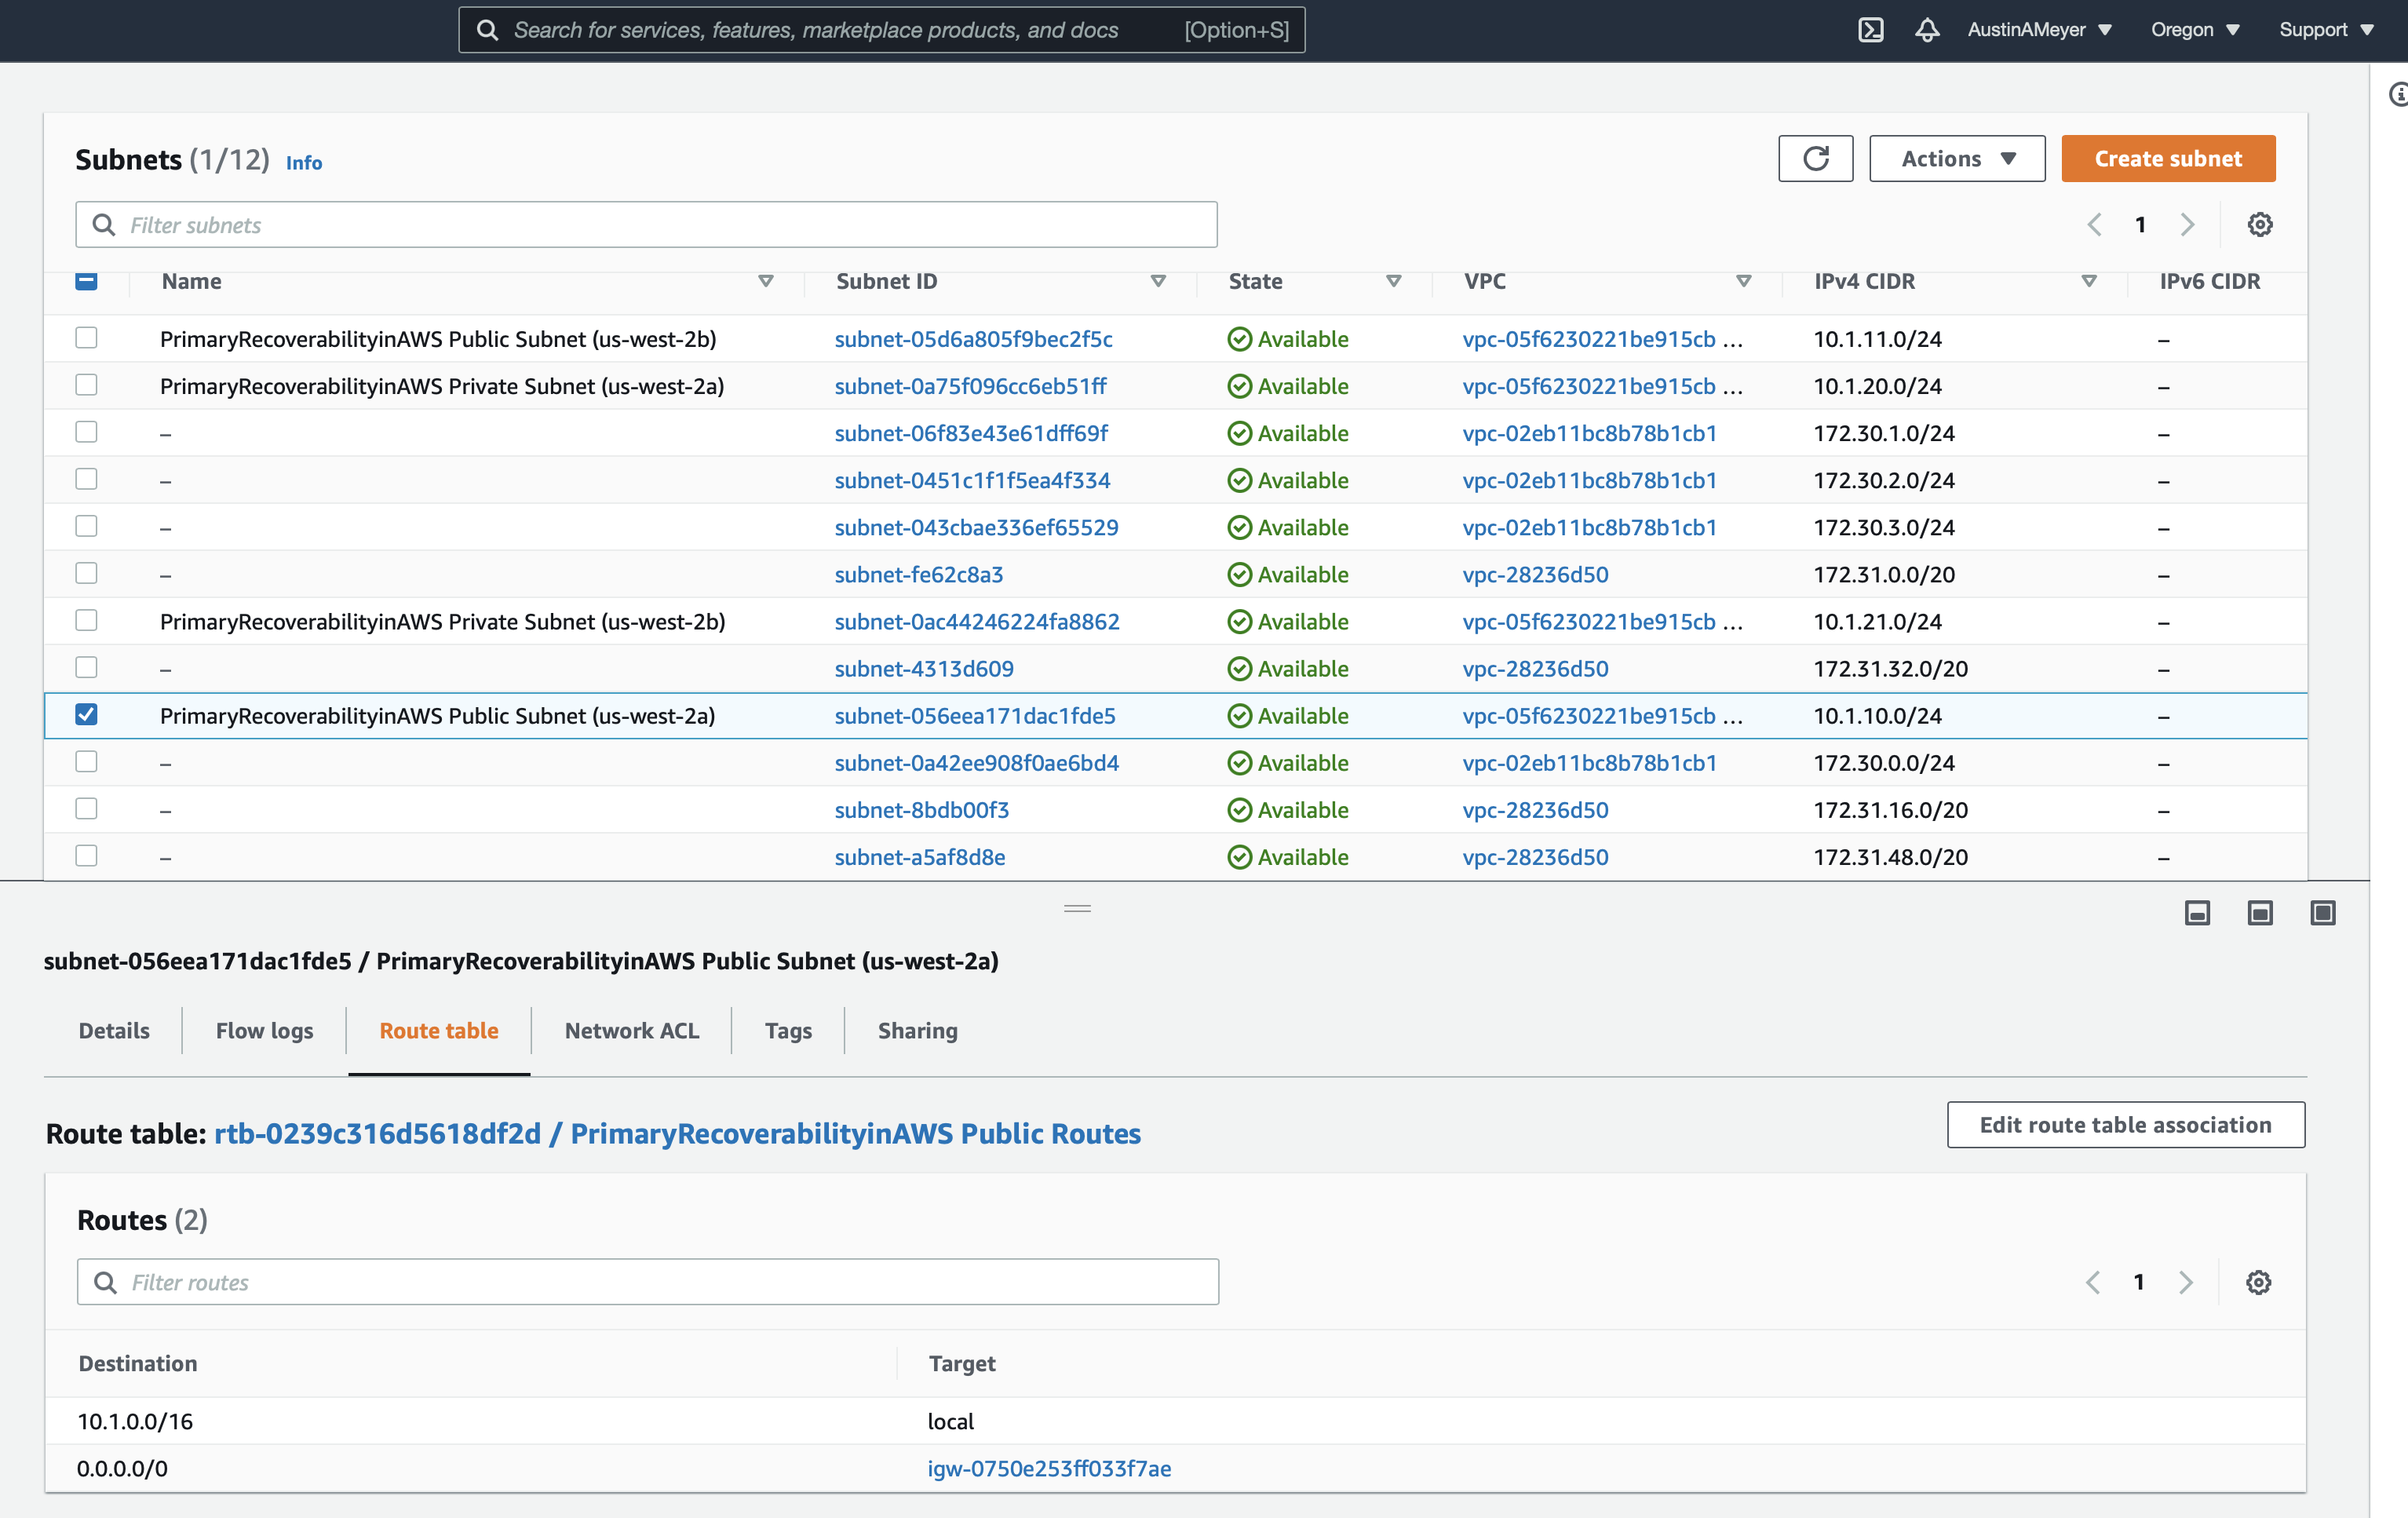 Search for services, features, marketplace products, and docs [Option+S] AustinAMeyer Oregon Support
Subnets (1/12) Info Actions Create subnet
Filter subnets 1
Name Subnet ID State VPC IPv4 CIDR IPv6 CIDR
PrimaryRecoverabilityinAWS Public Subnet (us-west-2b) subnet-05d6a805f9bec2f5c Available vpc-05f6230221be915cb ... 10.1.11.0/24 –
PrimaryRecoverabilityinAWS Private Subnet (us-west-2a) subnet-0a75f096cc6eb51ff Available vpc-05f6230221be915cb ... 10.1.20.0/24 –
– subnet-06f83e43e61dff69f Available vpc-02eb11bc8b78b1cb1 172.30.1.0/24 –
– subnet-0451c1f1f5ea4f334 Available vpc-02eb11bc8b78b1cb1 172.30.2.0/24 –
– subnet-043cbae336ef65529 Available vpc-02eb11bc8b78b1cb1 172.30.3.0/24 –
– subnet-fe62c8a3 Available vpc-28236d50 172.31.0.0/20 –
PrimaryRecoverabilityinAWS Private Subnet (us-west-2b) subnet-0ac44246224fa8862 Available vpc-05f6230221be915cb ... 10.1.21.0/24 –
– subnet-4313d609 Available vpc-28236d50 172.31.32.0/20 –
PrimaryRecoverabilityinAWS Public Subnet (us-west-2a) subnet-056eea171dac1fde5 Available vpc-05f6230221be915cb ... 10.1.10.0/24 –
– subnet-0a42ee908f0ae6bd4 Available vpc-02eb11bc8b78b1cb1 172.30.0.0/24 –
– subnet-8bdb00f3 Available vpc-28236d50 172.31.16.0/20 –
– subnet-a5af8d8e Available vpc-28236d50 172.31.48.0/20 –
subnet-056eea171dac1fde5 / PrimaryRecoverabilityinAWS Public Subnet (us-west-2a)
Details Flow logs Route table Network ACL Tags Sharing
Route table: rtb-0239c316d5618df2d / PrimaryRecoverabilityinAWS Public Routes Edit route table association
Routes (2)
Filter routes 1
Destination Target
10.1.0.0/16 local
0.0.0.0/0 igw-0750e253ff033f7ae